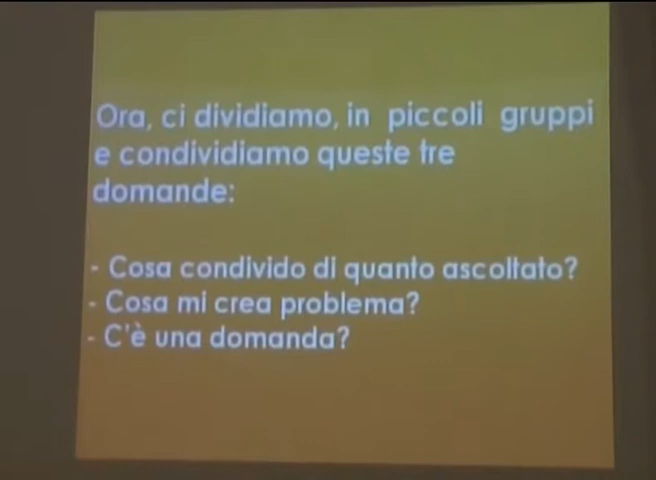 Ora, ci dividiamo, in piccoli gruppi
e condividiamo queste tre
domande:
- Cosa condivido di quanto ascoltato?
- Cosa mi crea problema?
- C'è una domanda?